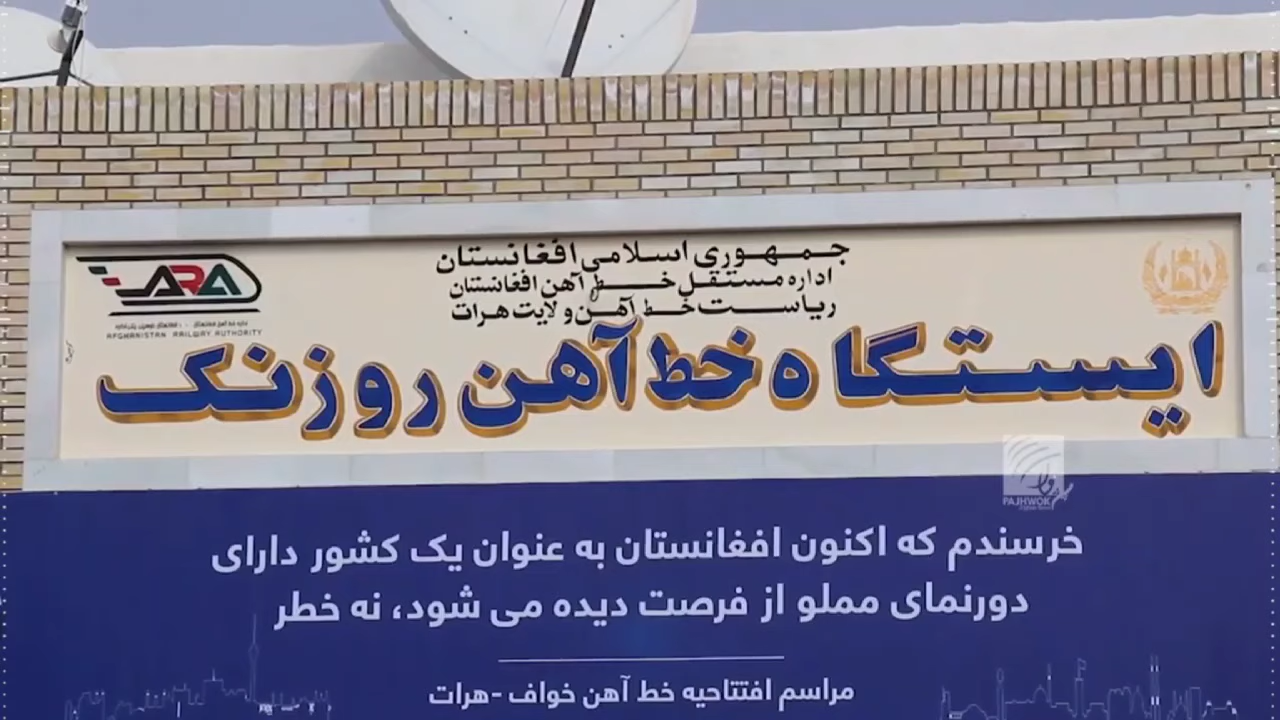 جمهوری اسلامی افغانستان
اداره مستقل خط آهن افغانستان
ریاست خط آهن ولایت هرات
ARA
AFGHANISTAN RAILWAY AUTHORITY
ایستگاه خط آهن روزنک
PAJHWOK
خرسندم که اکنون افغانستان به عنوان یک کشور دارای
دورنمای مملو از فرصت دیده می شود، نه خطر
مراسم افتتاحیه خط آهن خواف -هرات